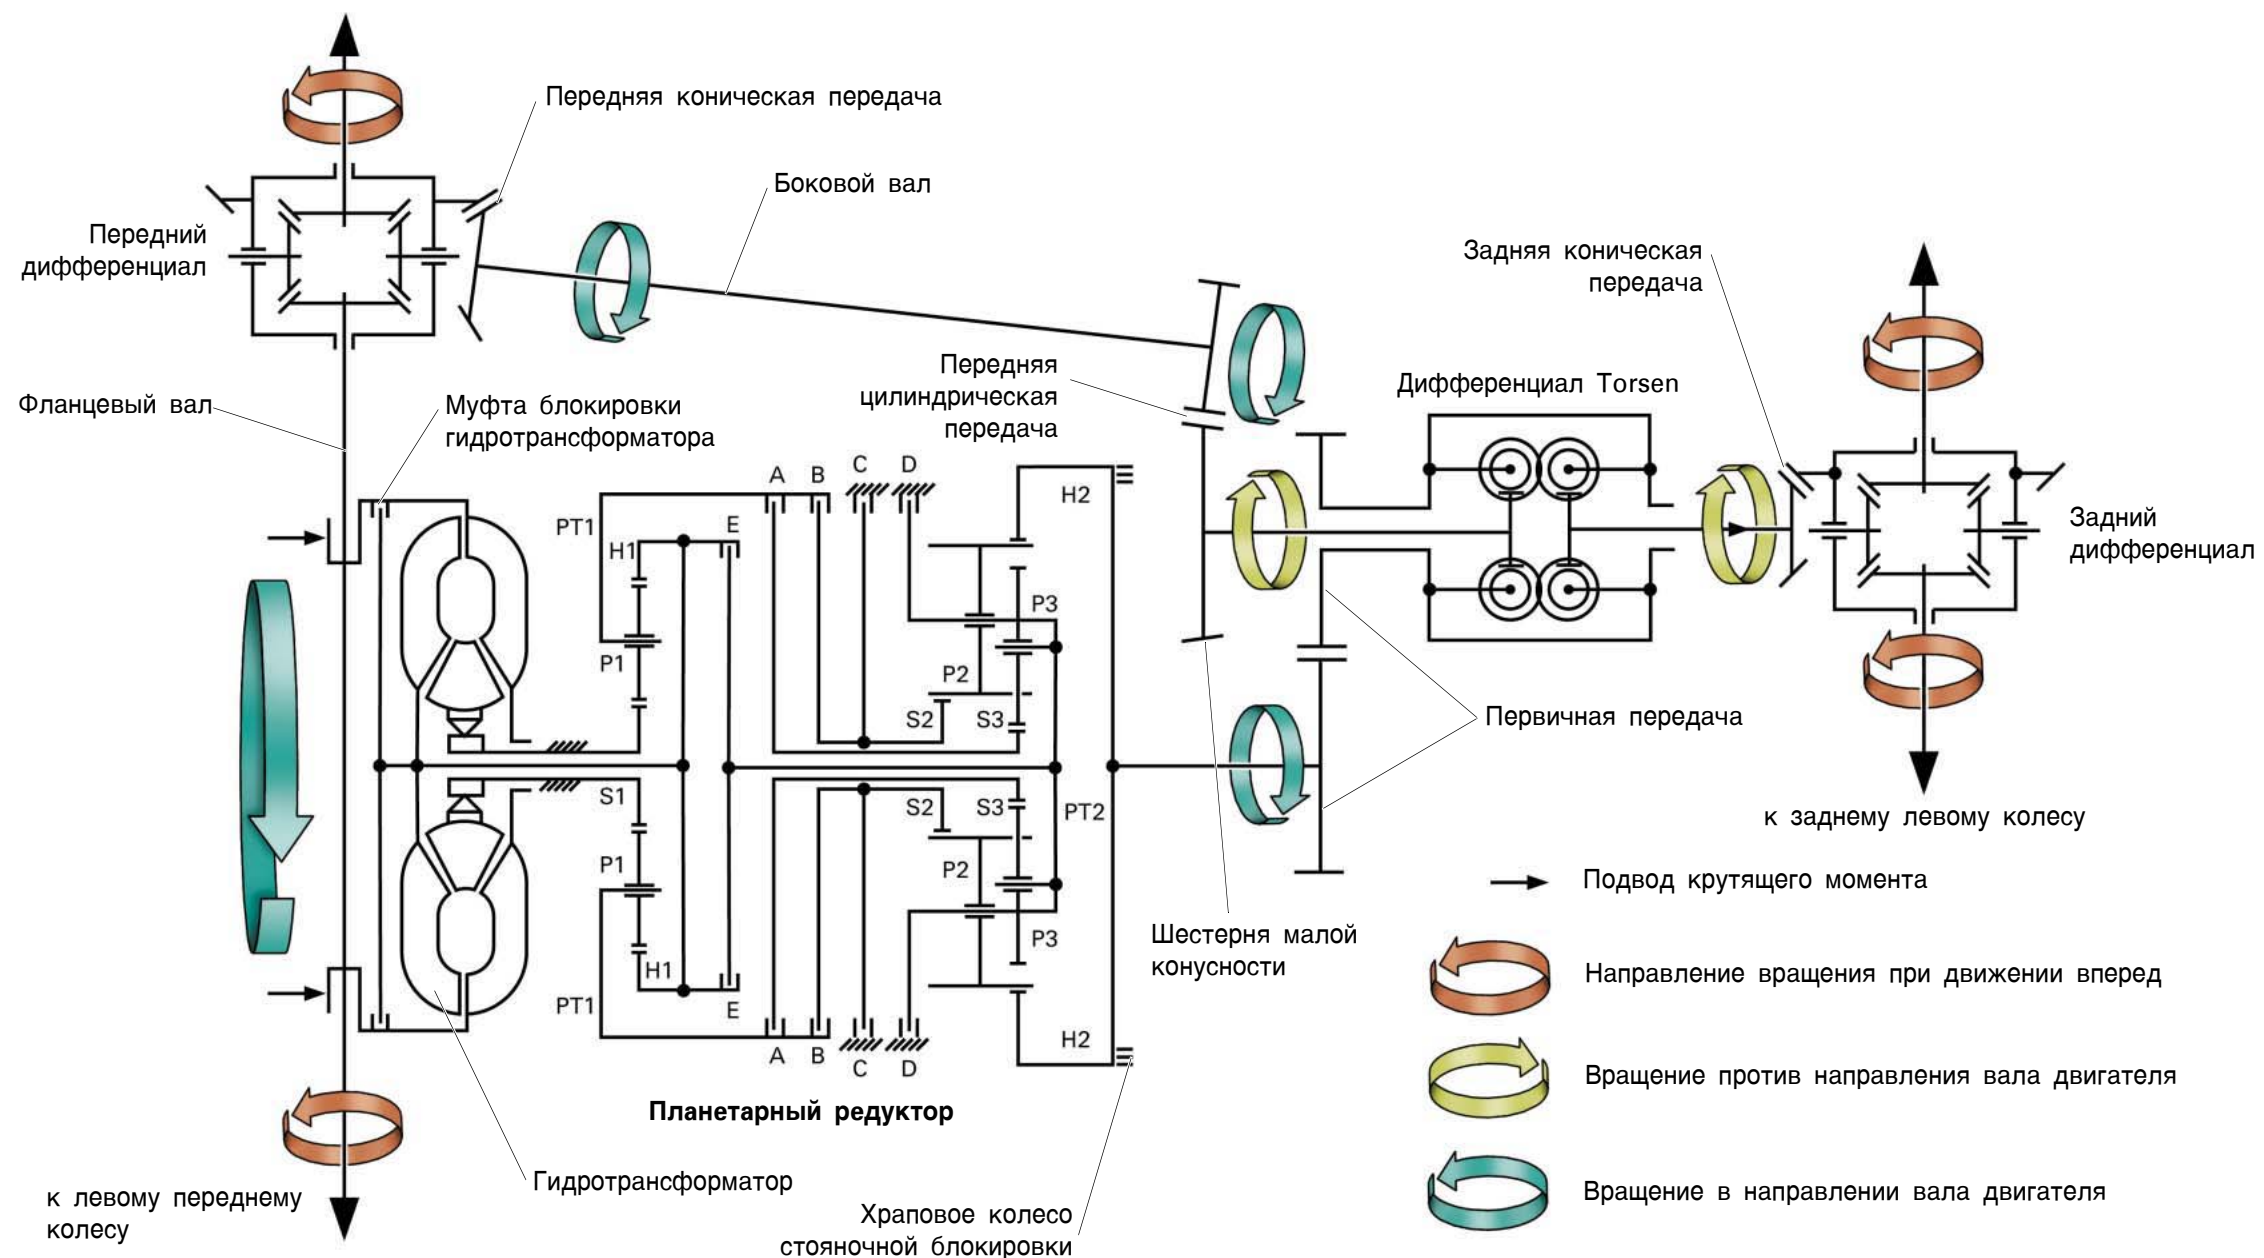 Передняя коническая передача
Боковой вал
Передний
дифференциал
Задняя коническая
передача
Передняя
цилиндрическая
передача
Дифференциал Torsen
Фланцевый вал
Муфта блокировки
гидротрансформатора
A
B
C
D
H2
PT1
E
H1
Задний
дифференциал
P3
P1
P2
S2
S3
Первичная передача
S1
S2
S3
PT2
к заднему левому колесу
P1
P2
Подвод крутящего момента
Шестерня малой
конусности
P3
H1
PT1
E
Направление вращения при движении вперед
H2
A
B
C
D
Вращение против направления вала двигателя
Планетарный редуктор
Гидротрансформатор
к левому переднему
колесу
Вращение в направлении вала двигателя
Храповое колесо
стояночной блокировки